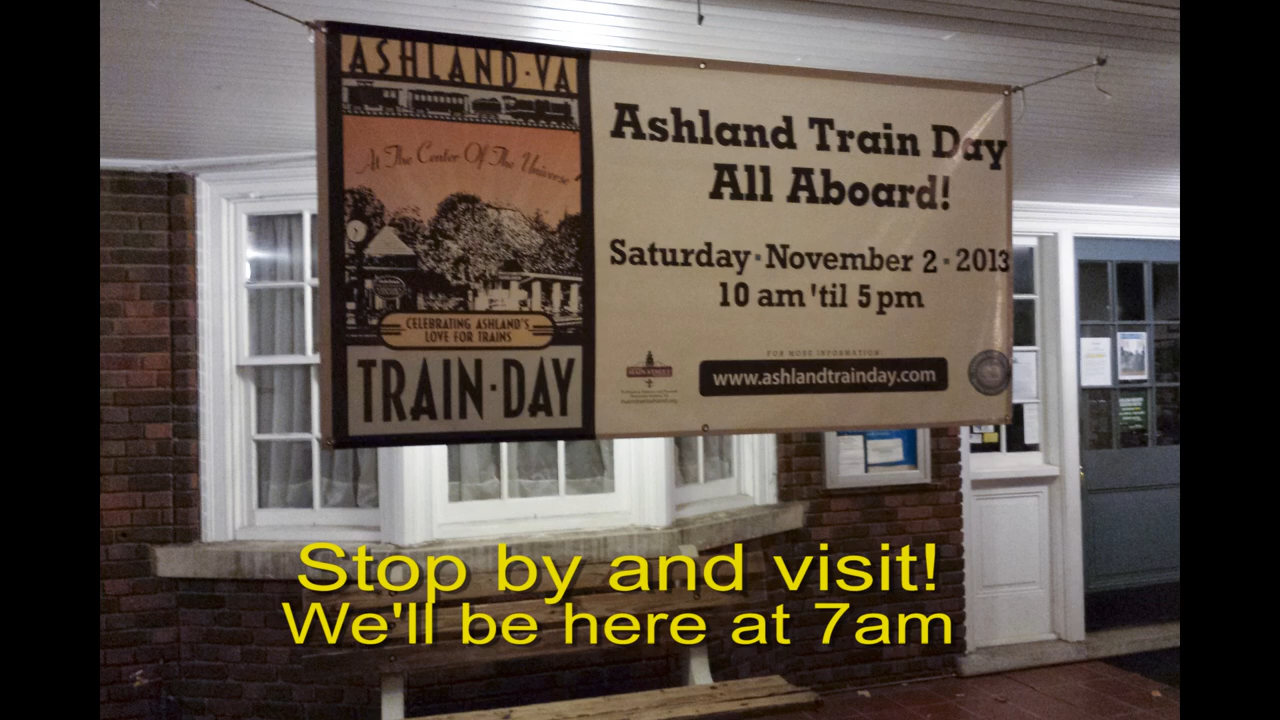 ASHLAND·VA
At The Center Of The Universe
CELEBRATING ASHLAND'S
LOVE FOR TRAINS
TRAIN·DAY
Ashland Train Day
All Aboard!
Saturday·November 2·2013
10 am 'til 5 pm
FOR MORE INFORMATION:
www.ashlandtrainday.com
Stop by and visit!
We'll be here at 7am